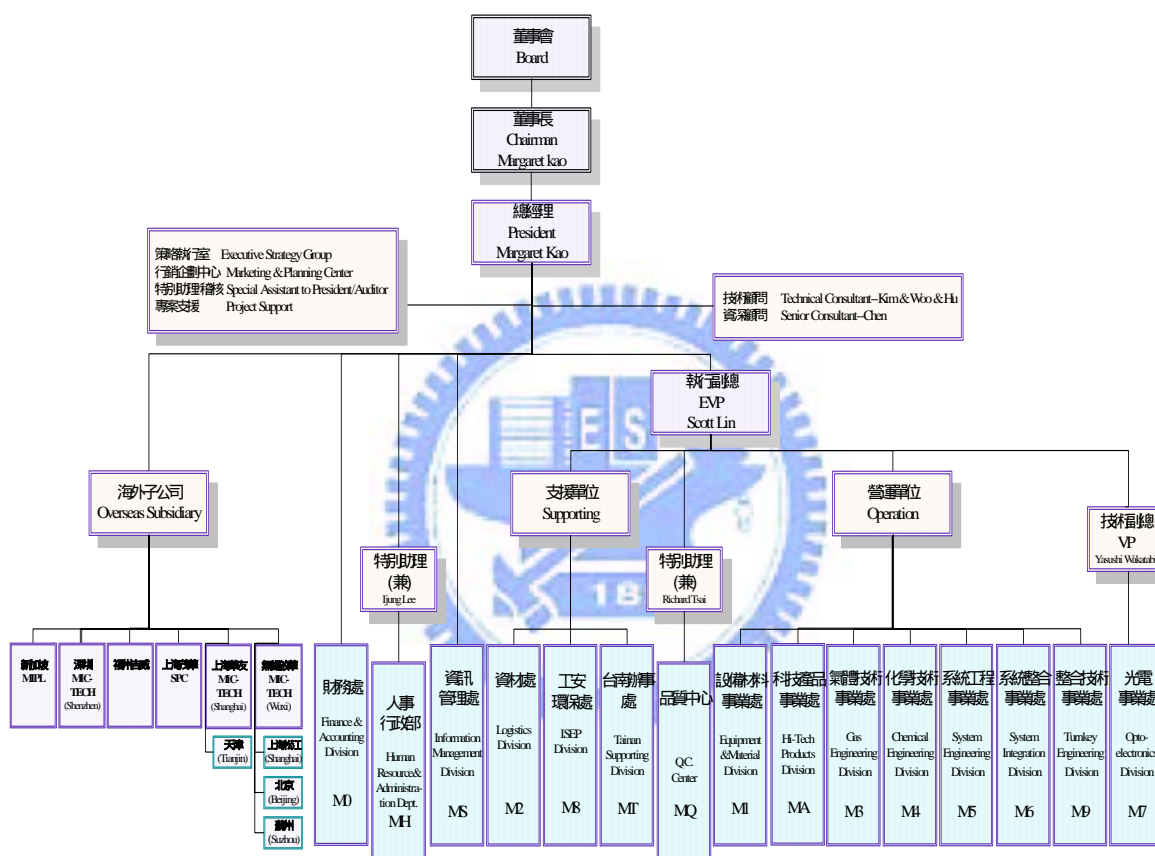 董事會
Board
董事長
Chairman
Margaret kao
總經理
President
Margaret Kao
策略執行室 Executive Strategy Group
行銷企劃中心 Marketing & Planning Center
特別助理稽核 Special Assistant to President/Auditor
專案支援 Project Support
技術顧問 Technical Consultant--Kim & Woo & Hu
資深顧問 Senior Consultant--Chen
執行副總
EVP
Scott Lin
ES
18
海外子公司
Overseas Subsidiary
支援單位
Supporting
營運單位
Operation
技術副總
VP
Yasushi
特別助理
(兼)
Ijung Lee
特別助理
(兼)
Richard Tsai
新加坡
MIPL
深圳
MIC-
TECH
(Shenzhen)
福州吉威
SPC
MIC-
TECH
(Shanghai)
MIC-
TECH
(Wuxi)
天津
(Tianjin)
上海松江
(Shanghai)
北京
(Beijing)
蘇州
(Suzhou)
財務處
Finance &
Accounting
Division
M0
人事
行政部
Human
Resource&
Administra-
tion Dept.
MH
資訊
管理處
Information
Management
Division
MS
資材處
Logistics
Division
M2
工安
環保處
ISEP
Division
M8
台南辦事
處
Tainan
Supporting
Division
MT
品質中心
Q.C.
Center
MQ
設備材料
事業處
Equipment
&Material
Division
M1
科技產品
事業處
Hi-Tech
Products
Division
MA
氣體技術
事業處
Gas
Engineering
Division
M3
化學技術
事業處
Chemical
Engineering
Division
M4
系統工程
事業處
System
Engineering
Division
M5
系統整合
事業處
System
Integration
Division
M6
整合技術
事業處
Turnkey
Engineering
Division
M9
光電
事業處
Opto-
electronics
Division
M7